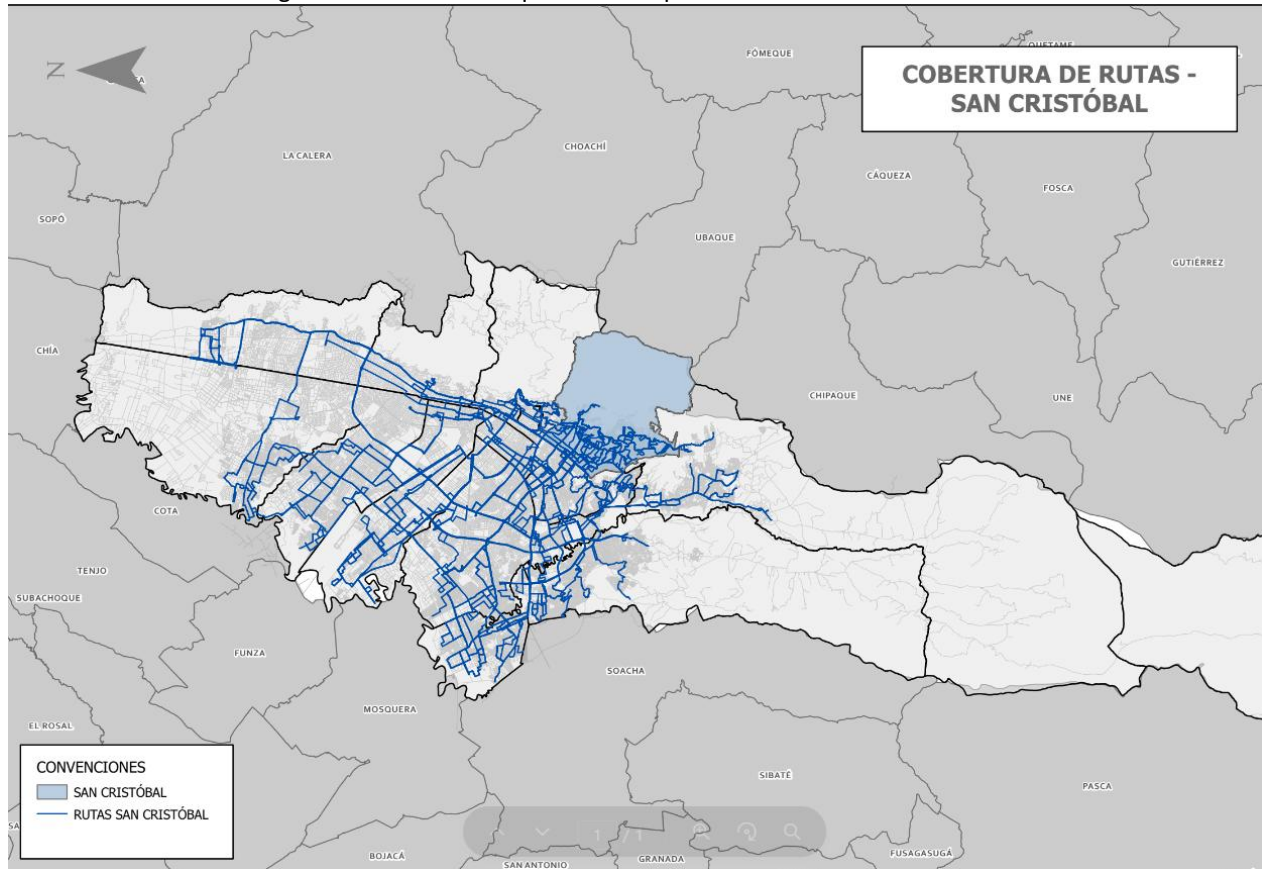 FÓMEQUE
QUETAME
N
COBERTURA DE RUTAS -
SAN CRISTÓBAL
LA CALERA
CHOACHÍ
CÁQUEZA
FOSCA
SOPÓ
UBAQUE
GUTIÉRREZ
CHÍA
CHIPAQUE
UNE
COTA
TENJO
SUBACHOQUE
FUNZA
SOACHA
MOSQUERA
EL ROSAL
CONVENCIONES
SAN CRISTÓBAL
RUTAS SAN CRISTÓBAL
SIBATÉ
PASCA
1 / 1
BOJACÁ
SAN ANTONIO
GRANADA
FUSAGASUGÁ